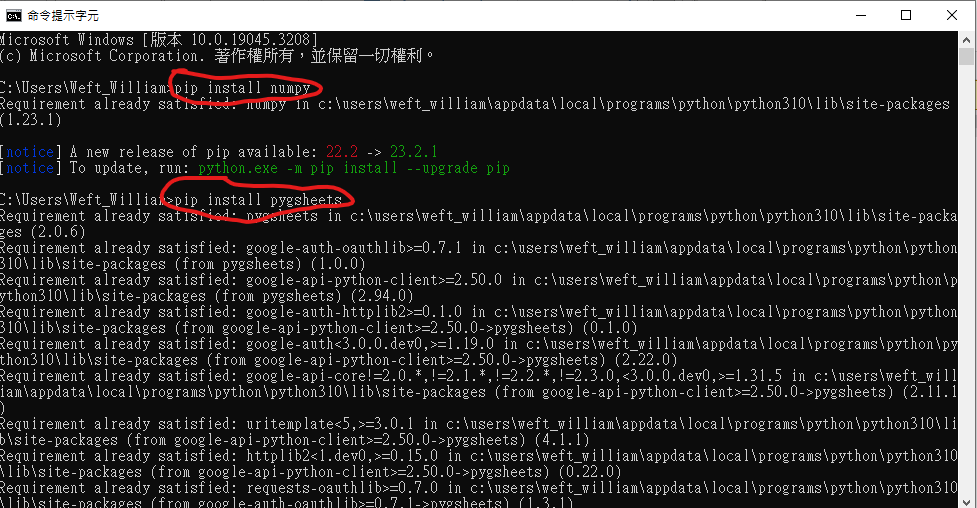 命令提示字元
Microsoft Windows [版本 10.0.19045.3208]
(c) Microsoft Corporation. 著作權所有，並保留一切權利。
C:\Users\Weft_William>pip install numpy
Requirement already satisfied: numpy in c:\users\weft_william\appdata\local\programs\python\python310\lib\site-packages
(1.23.1)
[notice] A new release of pip available: 22.2 -> 23.2.1
[notice] To update, run: python.exe -m pip install --upgrade pip
C:\Users\Weft_William>pip install pygsheets
Requirement already satisfied: pygsheets in c:\users\weft_william\appdata\local\programs\python\python310\lib\site-packa
ges (2.0.6)
Requirement already satisfied: google-auth-oauthlib>=0.7.1 in c:\users\weft_william\appdata\local\programs\python\python
310\lib\site-packages (from pygsheets) (1.0.0)
Requirement already satisfied: google-api-python-client>=2.50.0 in c:\users\weft_william\appdata\local\programs\python\p
ython310\lib\site-packages (from pygsheets) (2.94.0)
Requirement already satisfied: google-auth-httplib2>=0.1.0 in c:\users\weft_william\appdata\local\programs\python\python
310\lib\site-packages (from google-api-python-client>=2.50.0->pygsheets) (0.1.0)
Requirement already satisfied: google-auth<3.0.0.dev0,>=1.19.0 in c:\users\weft_william\appdata\local\programs\python\py
thon310\lib\site-packages (from google-api-python-client>=2.50.0->pygsheets) (2.22.0)
Requirement already satisfied: google-api-core!=2.0.*,!=2.1.*,!=2.2.*,!=2.3.0,<3.0.0.dev0,>=1.31.5 in c:\users\weft_will
iam\appdata\local\programs\python\python310\lib\site-packages (from google-api-python-client>=2.50.0->pygsheets) (2.11.1
)
Requirement already satisfied: uritemplate<5,>=3.0.1 in c:\users\weft_william\appdata\local\programs\python\python310\li
b\site-packages (from google-api-python-client>=2.50.0->pygsheets) (4.1.1)
Requirement already satisfied: httplib2<1.dev0,>=0.15.0 in c:\users\weft_william\appdata\local\programs\python\python310
\lib\site-packages (from google-api-python-client>=2.50.0->pygsheets) (0.22.0)
Requirement already satisfied: requests-oauthlib>=0.7.0 in c:\users\weft_william\appdata\local\programs\python\python310
\lib\site-packages (from google-auth-oauthlib>=0.7.1->pygsheets) (1.3.1)